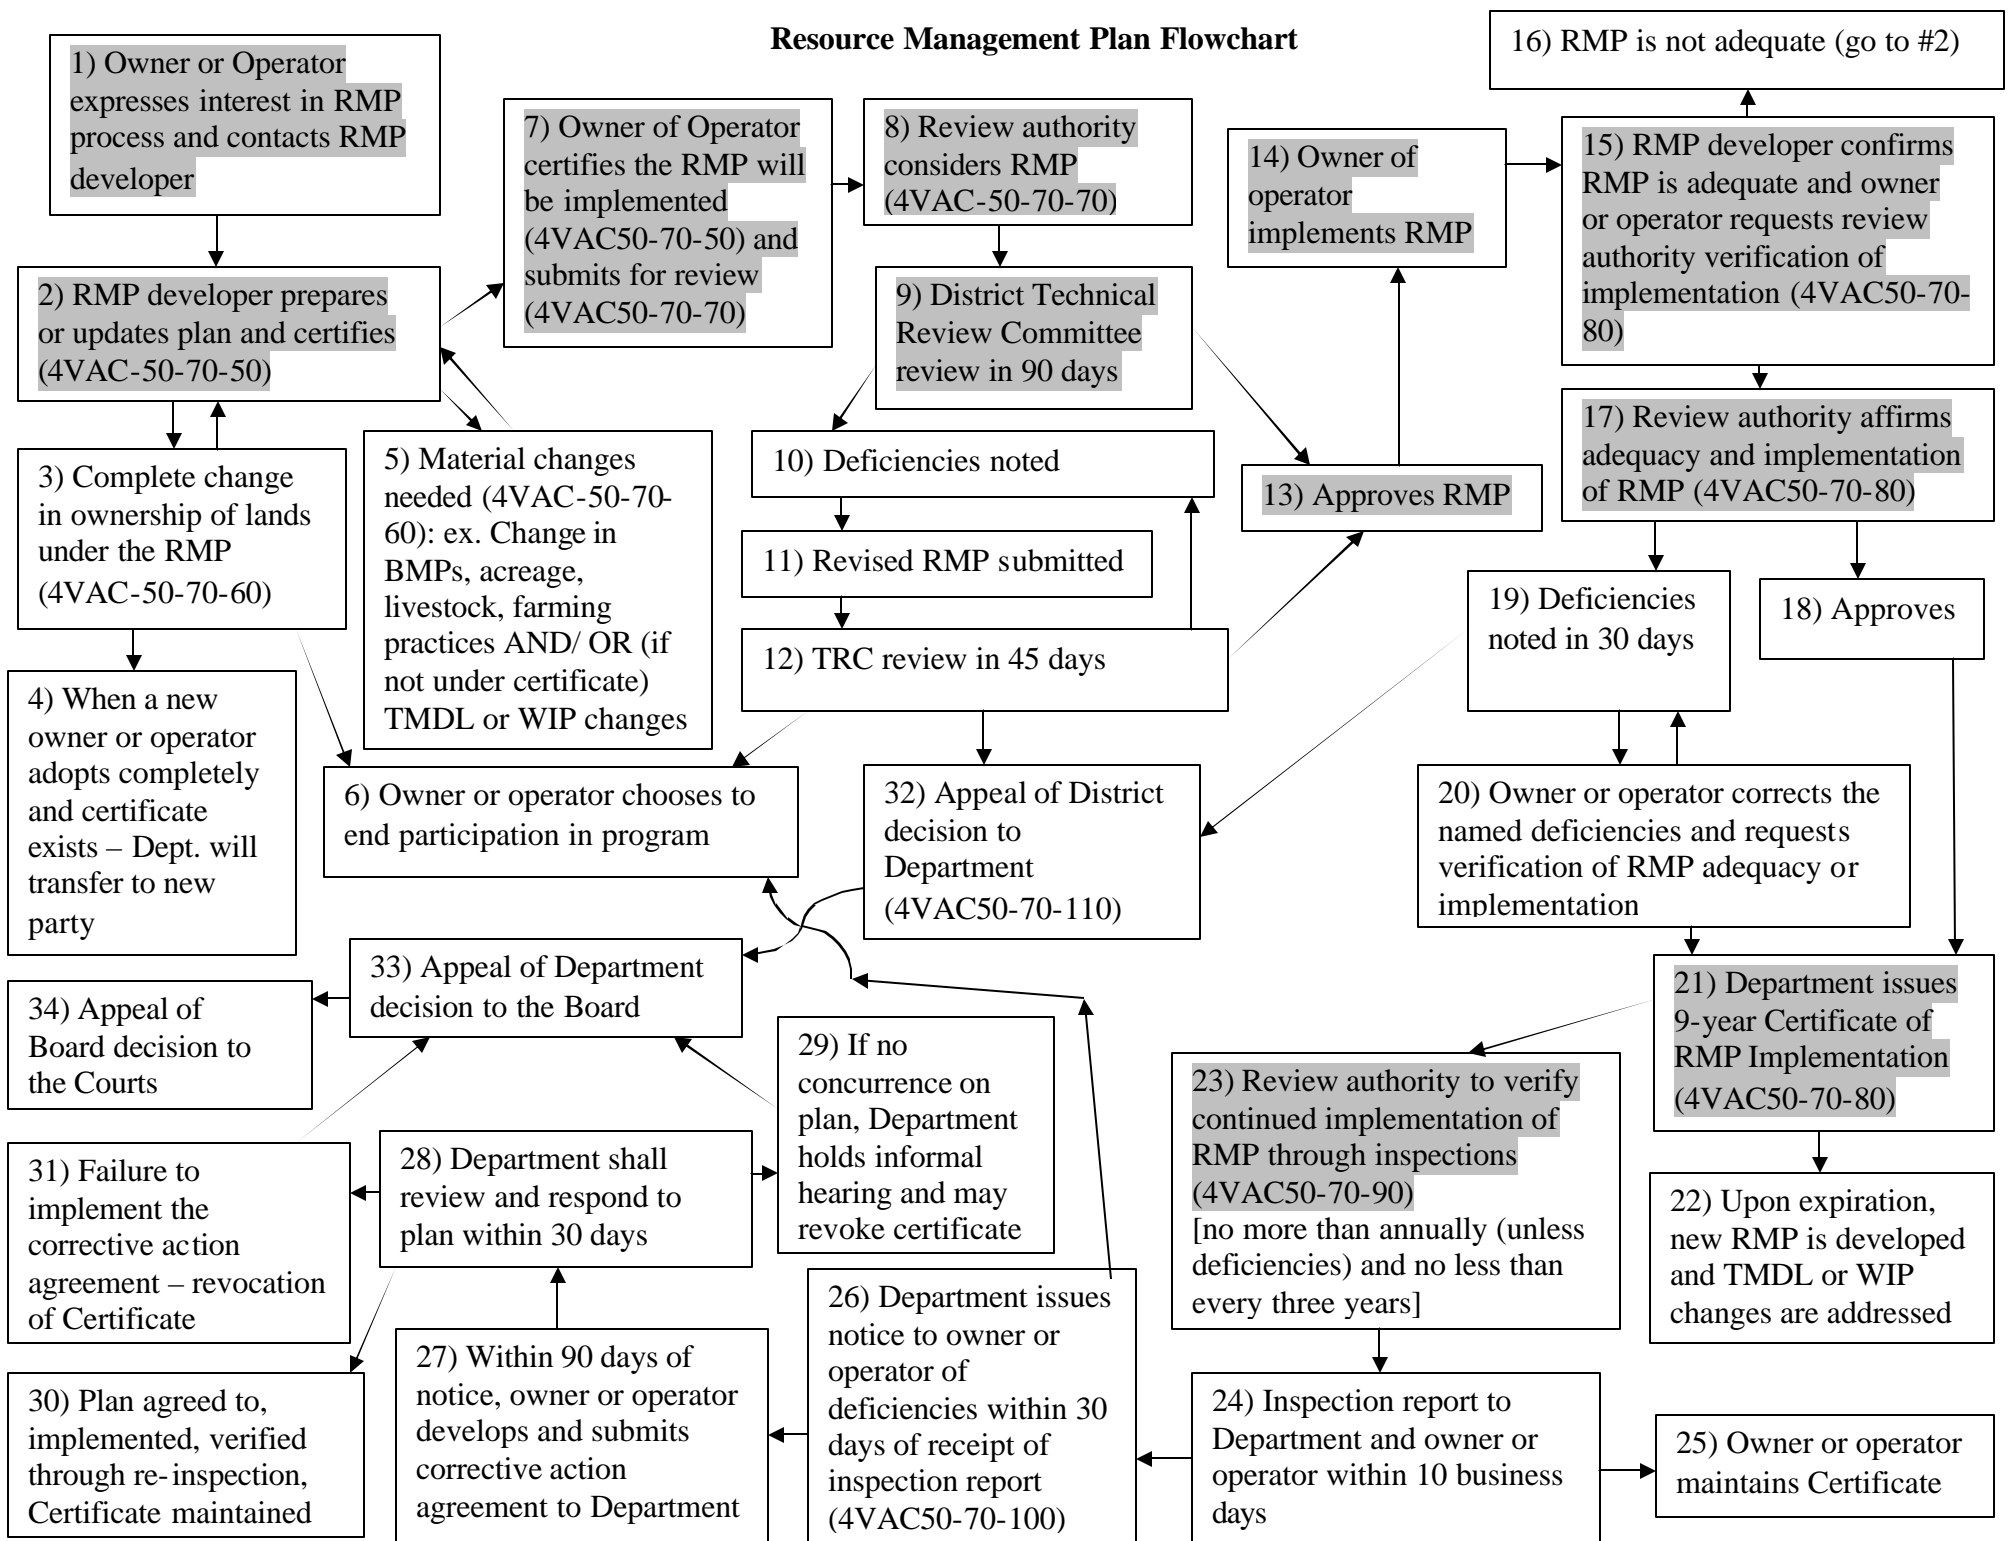 Resource Management Plan Flowchart
1) Owner or Operator
expresses interest in RMP
process and contacts RMP
developer
2) RMP developer prepares
or updates plan and certifies
(4VAC-50-70-50)
3) Complete change
in ownership of lands
under the RMP
(4VAC-50-70-60)
4) When a new
owner or operator
adopts completely
and certificate
exists – Dept. will
transfer to new
party
5) Material changes
needed (4VAC-50-70-
60): ex. Change in
BMPs, acreage,
livestock, farming
practices AND/ OR (if
not under certificate)
TMDL or WIP changes
6) Owner or operator chooses to
end participation in program
7) Owner of Operator
certifies the RMP will
be implemented
(4VAC50-70-50) and
submits for review
(4VAC50-70-70)
8) Review authority
considers RMP
(4VAC-50-70-70)
9) District Technical
Review Committee
review in 90 days
10) Deficiencies noted
11) Revised RMP submitted
12) TRC review in 45 days
13) Approves RMP
14) Owner of
operator
implements RMP
15) RMP developer confirms
RMP is adequate and owner
or operator requests review
authority verification of
implementation (4VAC50-70-
80)
16) RMP is not adequate (go to #2)
17) Review authority affirms
adequacy and implementation
of RMP (4VAC50-70-80)
18) Approves
19) Deficiencies
noted in 30 days
20) Owner or operator corrects the
named deficiencies and requests
verification of RMP adequacy or
implementation
21) Department issues
9-year Certificate of
RMP Implementation
(4VAC50-70-80)
22) Upon expiration,
new RMP is developed
and TMDL or WIP
changes are addressed
23) Review authority to verify
continued implementation of
RMP through inspections
(4VAC50-70-90)
[no more than annually (unless
deficiencies) and no less than
every three years]
24) Inspection report to
Department and owner or
operator within 10 business
days
25) Owner or operator
maintains Certificate
26) Department issues
notice to owner or
operator of
deficiencies within 30
days of receipt of
inspection report
(4VAC50-70-100)
27) Within 90 days of
notice, owner or operator
develops and submits
corrective action
agreement to Department
28) Department shall
review and respond to
plan within 30 days
29) If no
concurrence on
plan, Department
holds informal
hearing and may
revoke certificate
30) Plan agreed to,
implemented, verified
through re-inspection,
Certificate maintained
31) Failure to
implement the
corrective action
agreement – revocation
of Certificate
32) Appeal of District
decision to
Department
(4VAC50-70-110)
33) Appeal of Department
decision to the Board
34) Appeal of
Board decision to
the Courts